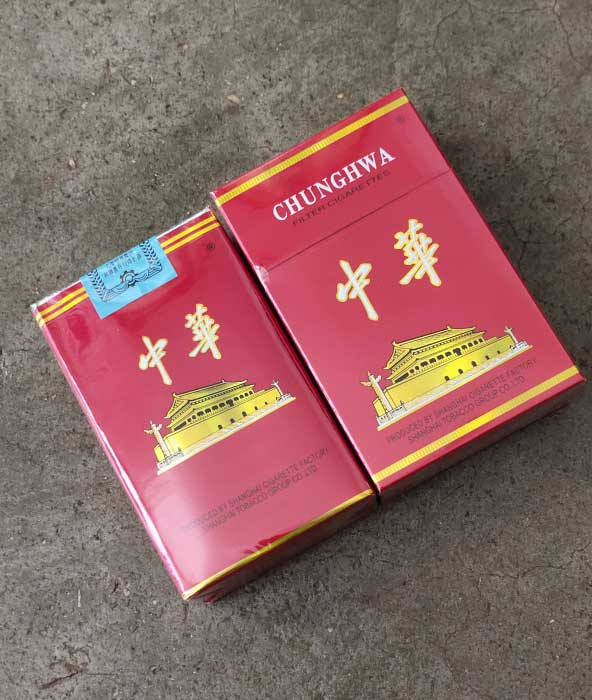 中華
PRODUCED BY SHANGHAI CIGARETTE FACTORY
SHANGHAI TOBACCO GROUP CO.,LTD.
CHUNGHWA
FILTER CIGARETTES
中華
PRODUCED BY SHANGHAI CIGARETTE FACTORY
SHANGHAI TOBACCO GROUP CO.,LTD